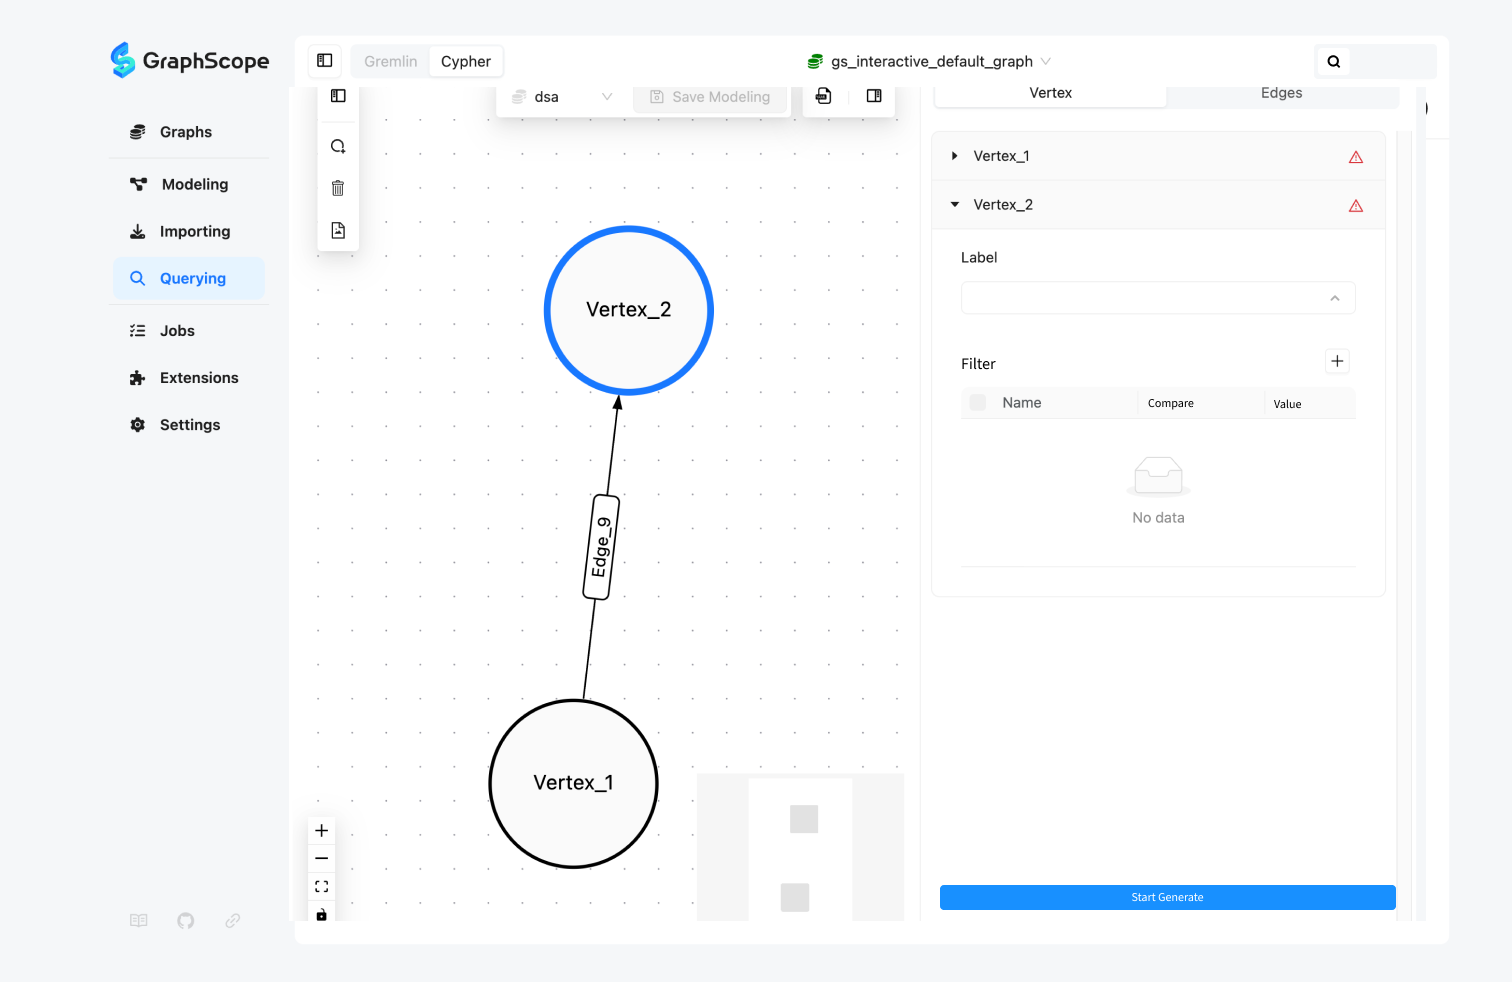 GraphScope
Gremlin
Cypher
gs_interactive_default_graph
Graphs
Modeling
Importing
Querying
Jobs
Extensions
Settings
dsa
Save Modeling
Vertex_2
Edge_9
Vertex_1
Vertex
Edges
Vertex_1
Vertex_2
Label
Filter
Name
Compare
Value
No data
Start Generate